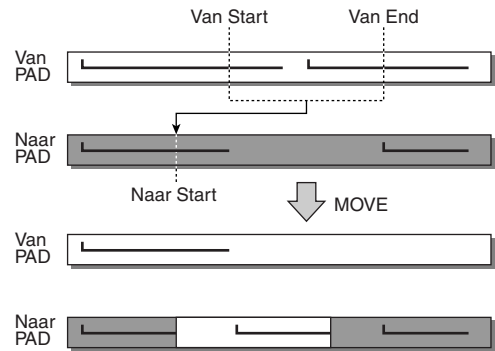 Van Start
Van End
Van
PAD
Naar
PAD
Naar Start
MOVE
Van
PAD
Naar
PAD